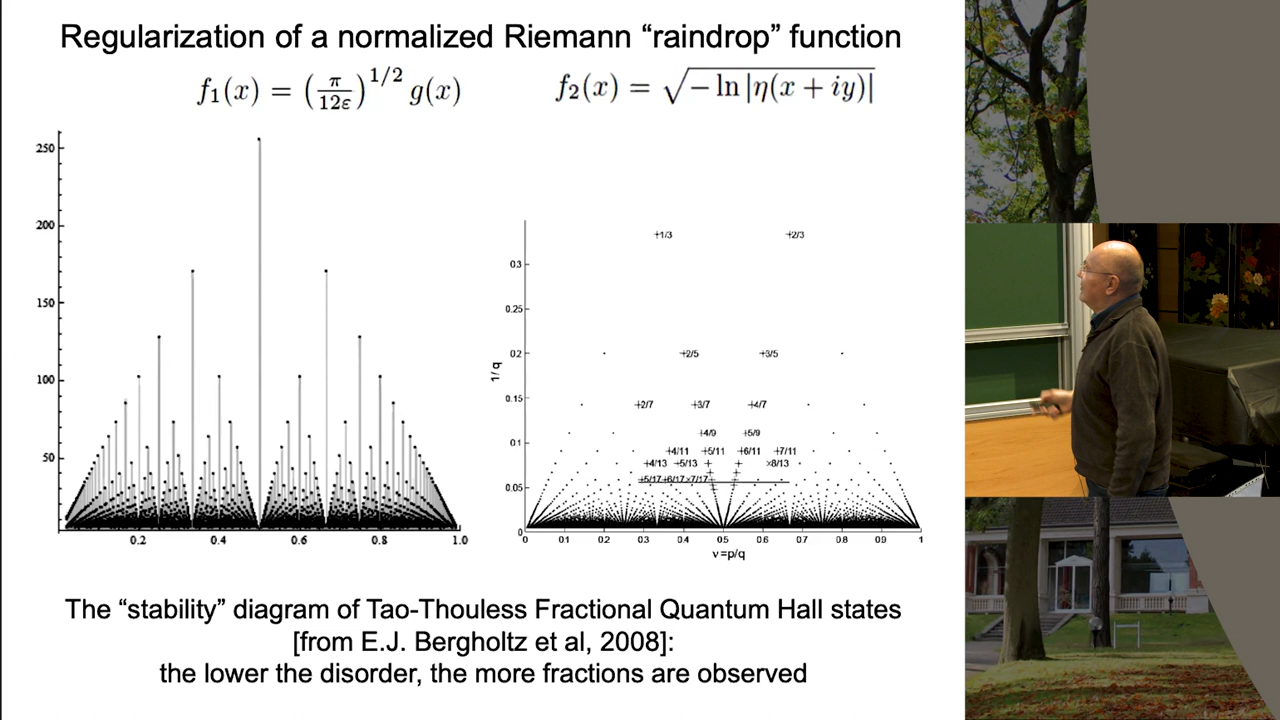 Regularization of a normalized Riemann “raindrop” function
f₁(x) = (π/12ε)^1/2 g(x)
f₂(x) = √−ln|η(x + iy)|
250
200
150
100
50
0.2 0.4 0.6 0.8 1.0
1/q
0.3
0.25
0.2
0.15
0.1
0.05
0
+1/3 +2/3
+2/5 +3/5
+2/7 +3/7 +4/7
+4/9 +5/9
+4/11 +5/11 +6/11 +7/11
+4/13 +5/13 ×8/13
+5/17 +6/17 ×7/17
0 0.1 0.2 0.3 0.4 0.5 0.6 0.7 0.8 0.9 1
ν=p/q
The “stability” diagram of Tao-Thouless Fractional Quantum Hall states
[from E.J. Bergholtz et al, 2008]:
the lower the disorder, the more fractions are observed